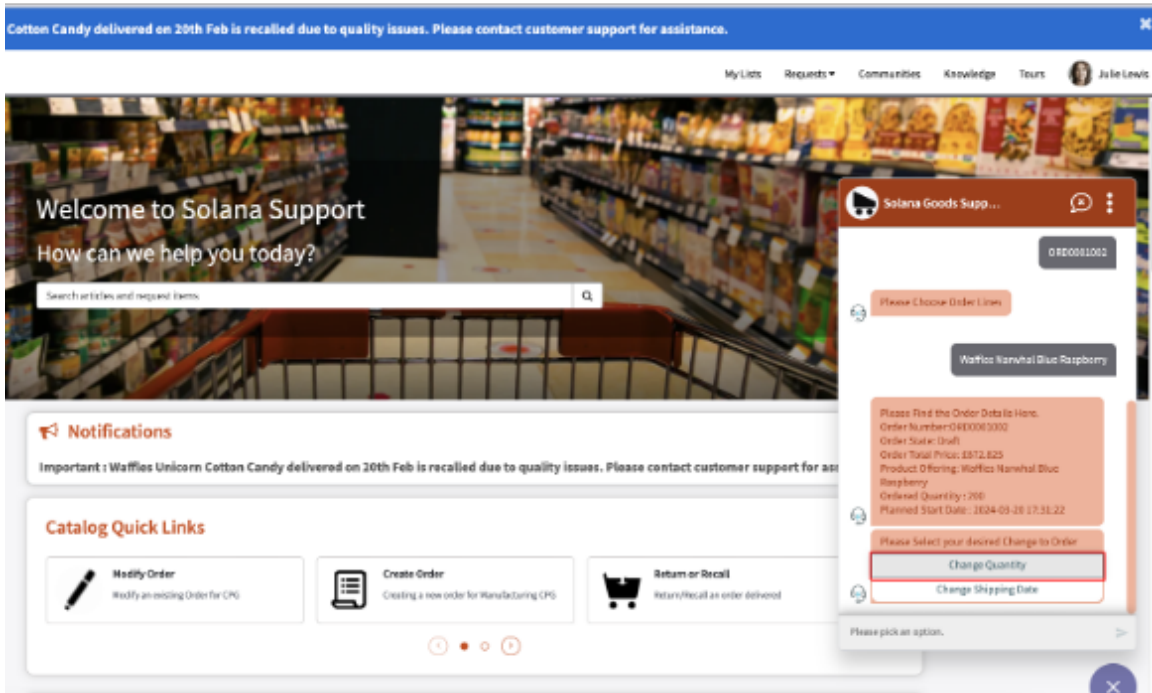 Cotton Candy delivered on 20th Feb is recalled due to quality issues. Please contact customer support for assistance.
My Lists Requests Communities Knowledge Tours Julie Lewis
Welcome to Solana Support
How can we help you today?
Search articles and request items
Solana Goods Supp...
ORD0001002
Please Choose Order Lines
Waffles Narwhal Blue Raspberry
Please Find the Order Details Here.
Order Number:ORD0001002
Order State: Draft
Order Total Price: £672,825
Product Offering: Waffles Narwhal Blue
Raspberry
Ordered Quantity : 200
Planned Start Date : 2024-03-20 17:31:22
Please Select your desired Change to Order
Change Quantity
Change Shipping Date
Please pick an option.
Notifications
Important : Waffles Unicorn Cotton Candy delivered on 20th Feb is recalled due to quality issues. Please contact customer support for
Catalog Quick Links
Modify Order
Modify an existing Order for CPG
Create Order
Creating a new order for Manufacturing CPG
Return or Recall
Return/Recall an order delivered